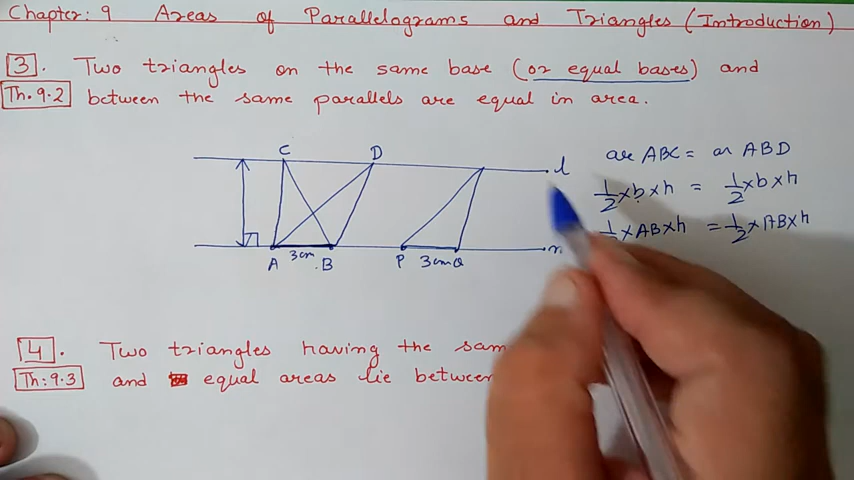 Chapter: 9 Areas of Parallelograms and Triangles (Introduction)
3. Two triangles on the same base (or equal bases) and
Th. 9.2 between the same parallels are equal in area.
C D l
ar ABC = ar ABD
1/2 × b × h = 1/2 × b × h
× AB × h = 1/2 × AB × h
A 3cm B P 3cm Q
4. Two triangles having the
Th: 9.3 and equal areas lie between